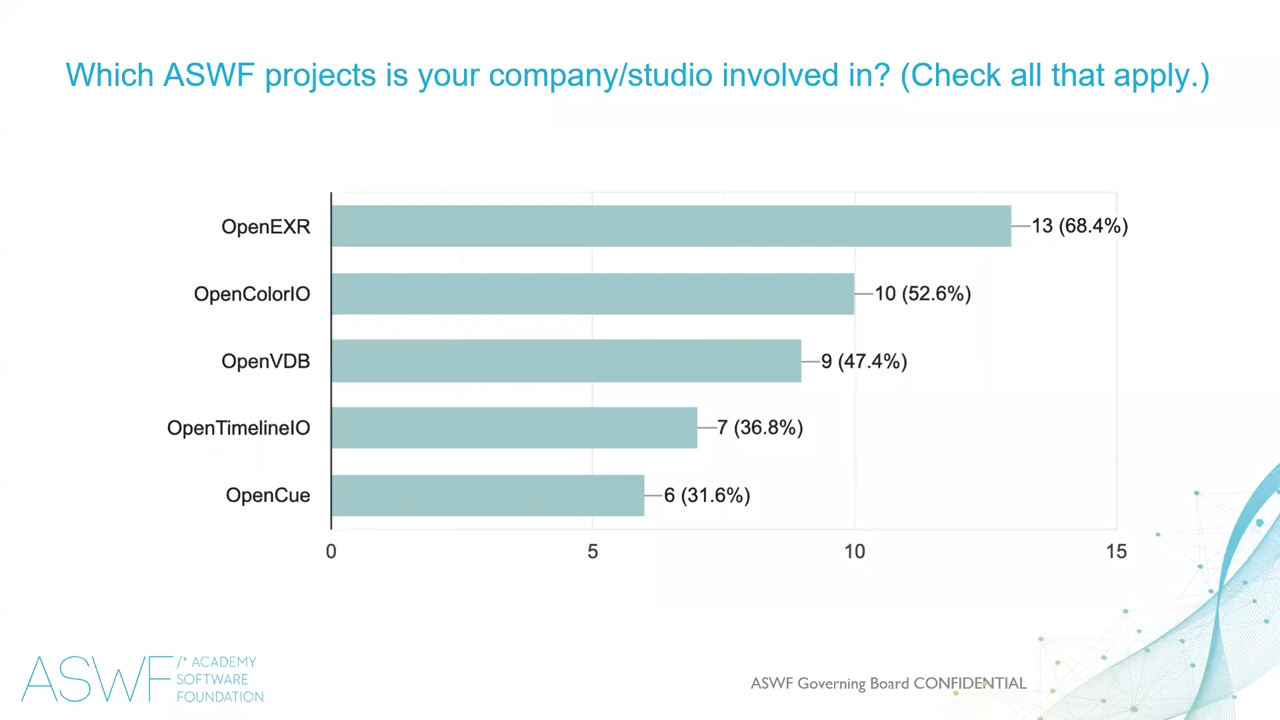 Which ASWF projects is your company/studio involved in? (Check all that apply.)
OpenEXR 13 (68.4%)
OpenColorIO 10 (52.6%)
OpenVDB 9 (47.4%)
OpenTimelineIO 7 (36.8%)
OpenCue 6 (31.6%)
0 5 10 15
ASWF /* ACADEMY
SOFTWARE
FOUNDATION
ASWF Governing Board CONFIDENTIAL